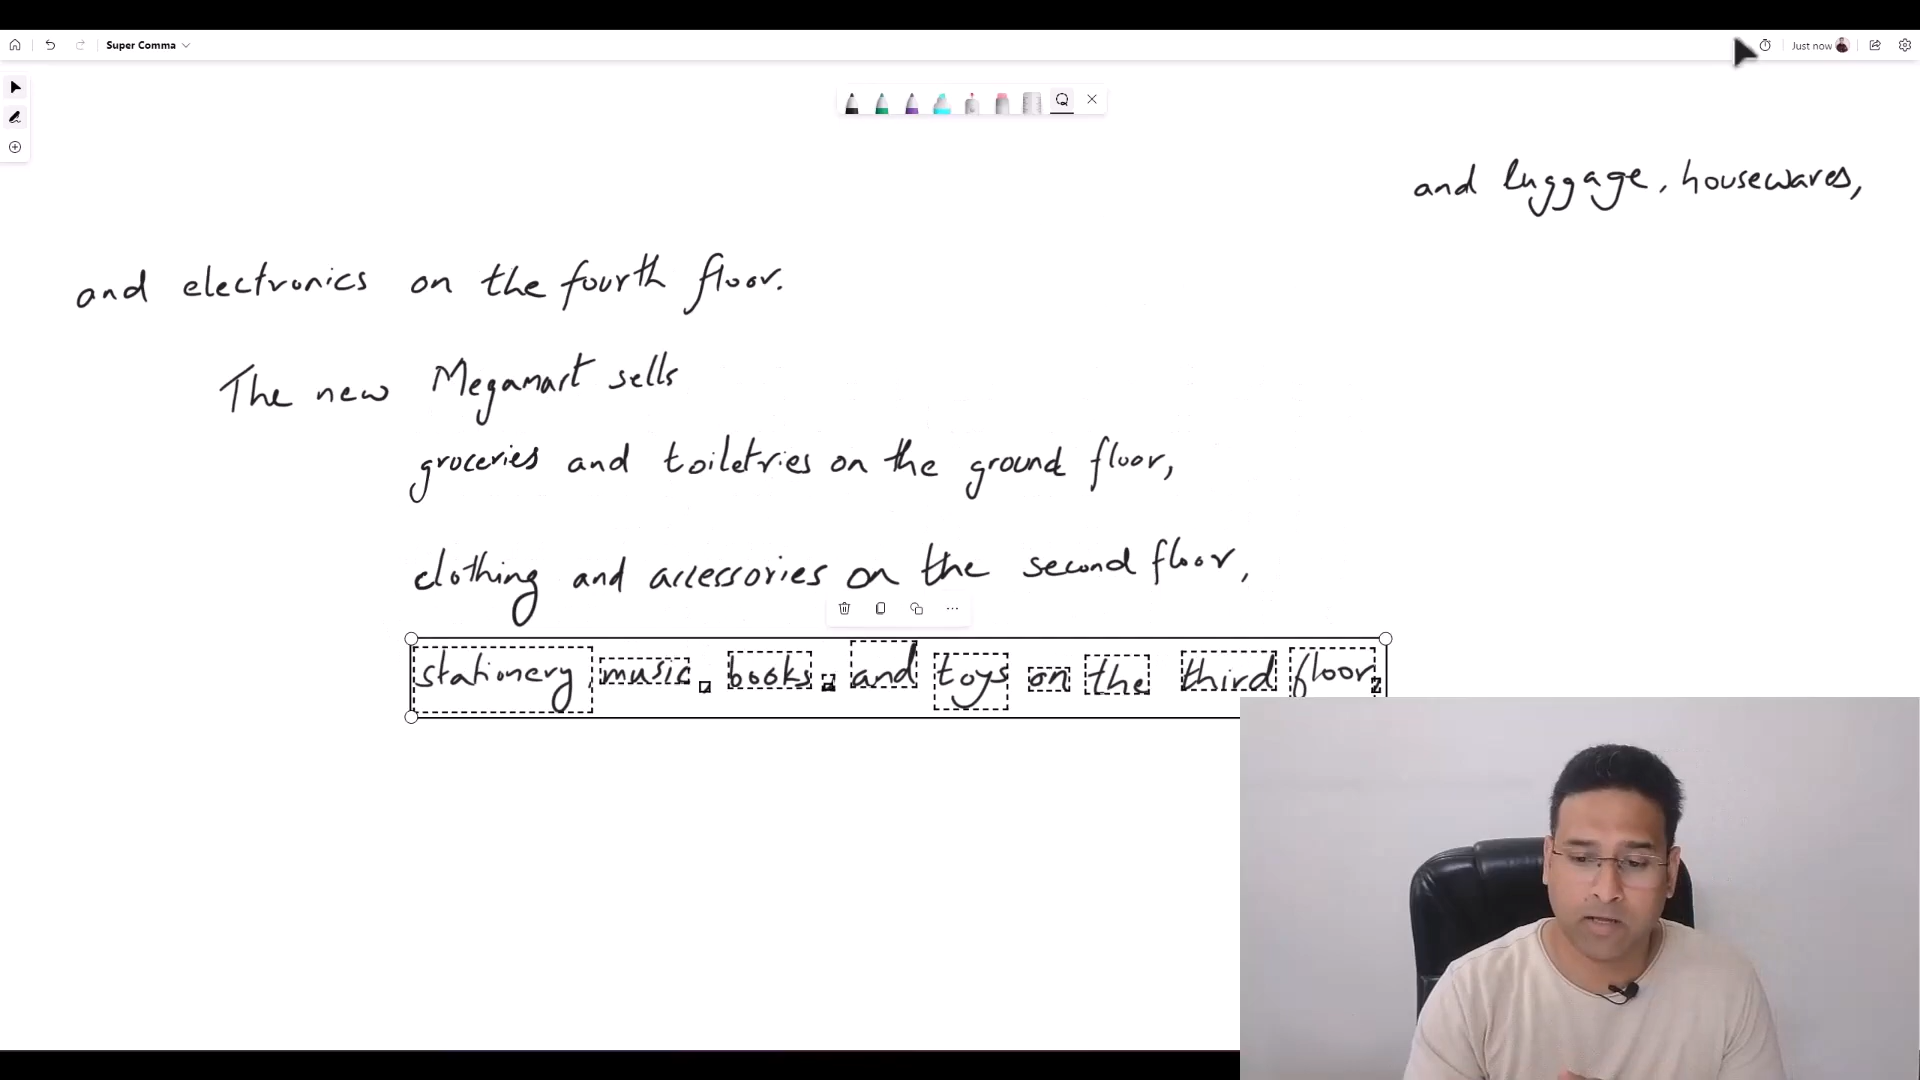 Super Comma
Just now
and luggage, housewares,
and electronics on the fourth floor.
The new Megamart sells
groceries and toiletries on the ground floor,
clothing and accessories on the second floor,
stationery, music, books, and toys on the third floor,